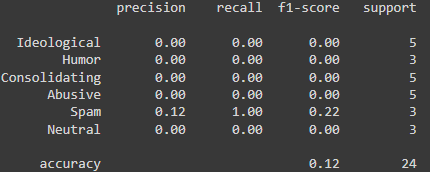 precision recall f1-score support
Ideological 0.00 0.00 0.00 5
Humor 0.00 0.00 0.00 3
Consolidating 0.00 0.00 0.00 5
Abusive 0.00 0.00 0.00 5
Spam 0.12 1.00 0.22 3
Neutral 0.00 0.00 0.00 3
accuracy 0.12 24